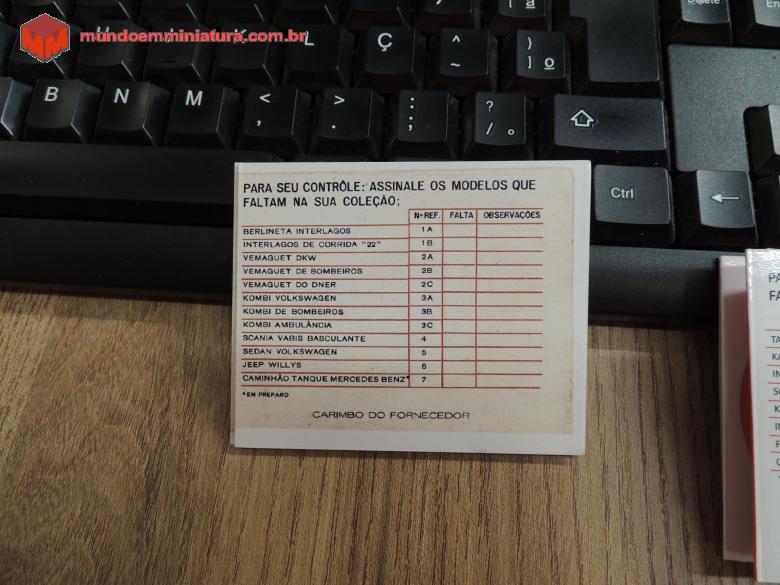 mundoemminiatura.com.br
Delete
L Ç ^ ~ } ] º
B N M < , > . : ; ? / °
Ctrl
PARA SEU CONTRÔLE: ASSINALE OS MODELOS QUE
FALTAM NA SUA COLEÇÃO;
Nº REF. FALTA OBSERVAÇÕES
BERLINETA INTERLAGOS 1A
INTERLAGOS DE CORRIDA "22" 1B
VEMAGUET DKW 2A
VEMAGUET DE BOMBEIROS 2B
VEMAGUET DO DNER 2C
KOMBI VOLKSWAGEN 3A
KOMBI DE BOMBEIROS 3B
KOMBI AMBULÂNCIA 3C
SCANIA VABIS BASCULANTE 4
SEDAN VOLKSWAGEN 5
JEEP WILLYS 6
CAMINHÃO TANQUE MERCEDES BENZ* 7
*EM PREPARO
CARIMBO DO FORNECEDOR